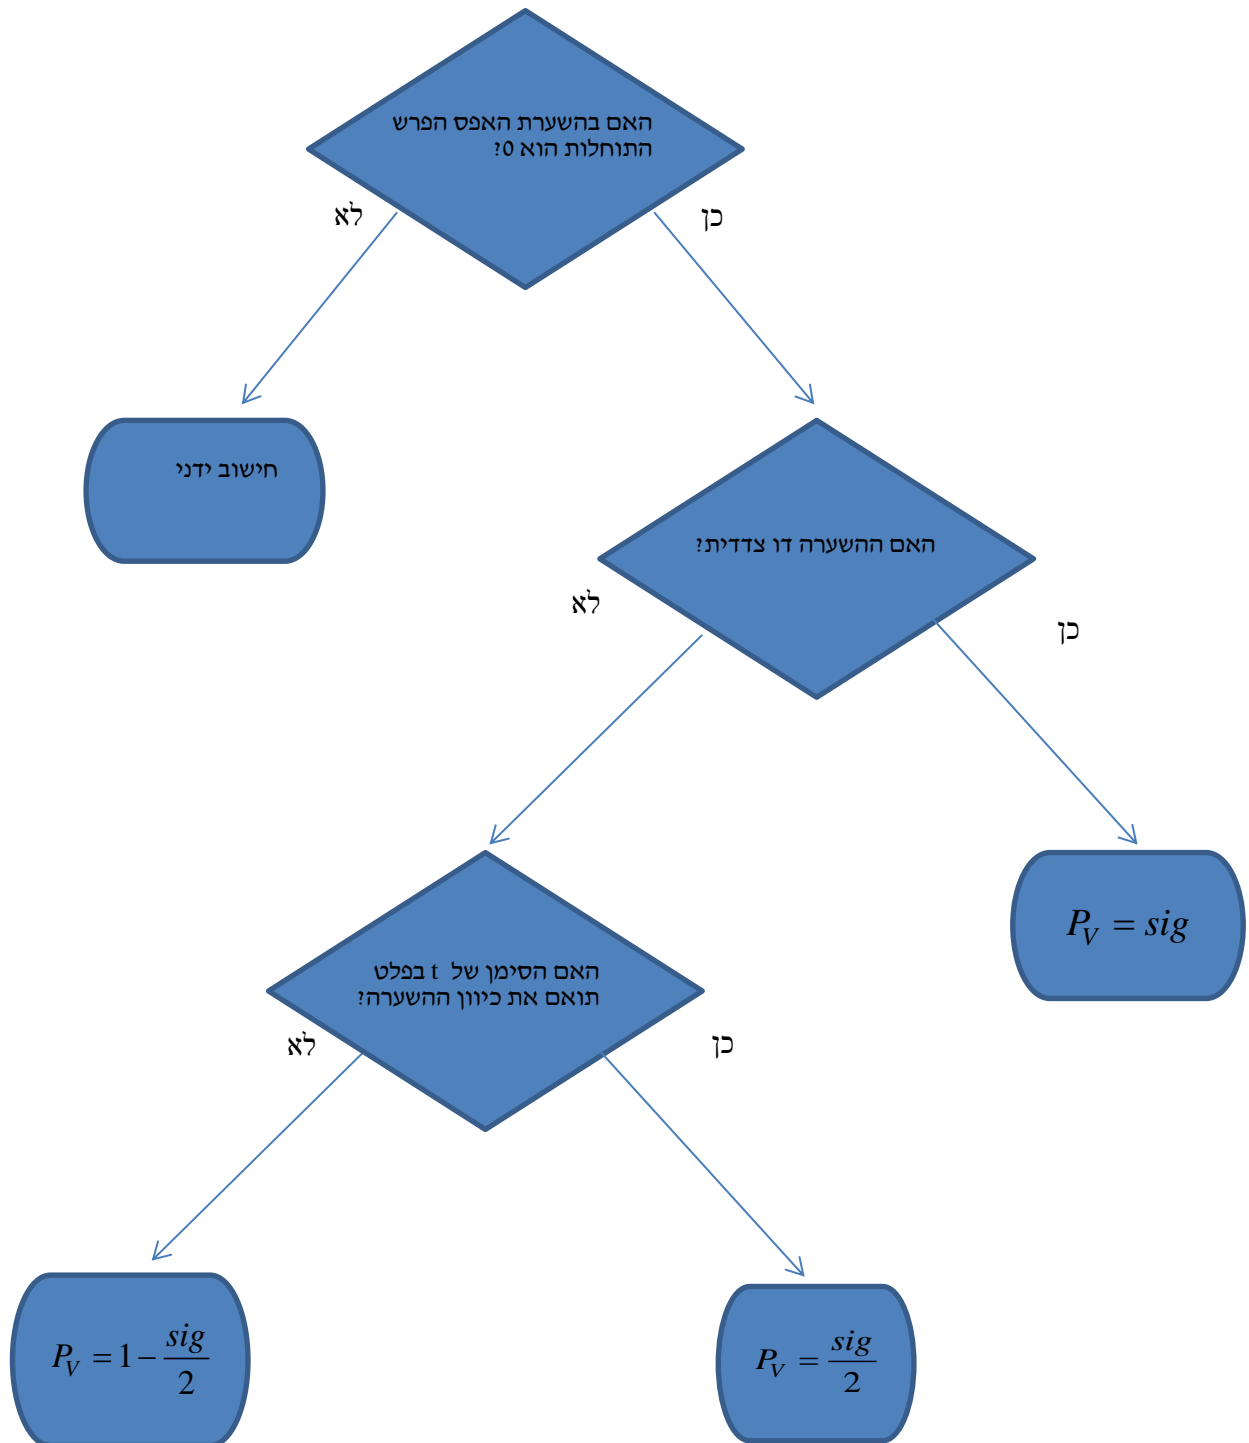 האם בהשערת האפס הפרש
התוחלות הוא 0?
כן
לא
חישוב ידני
האם ההשערה דו צדדית?
כן
לא
P_V = sig
האם הסימן של t בפלט
תואם את כיוון ההשערה?
כן
לא
P_V = sig/2
P_V = 1 − sig/2